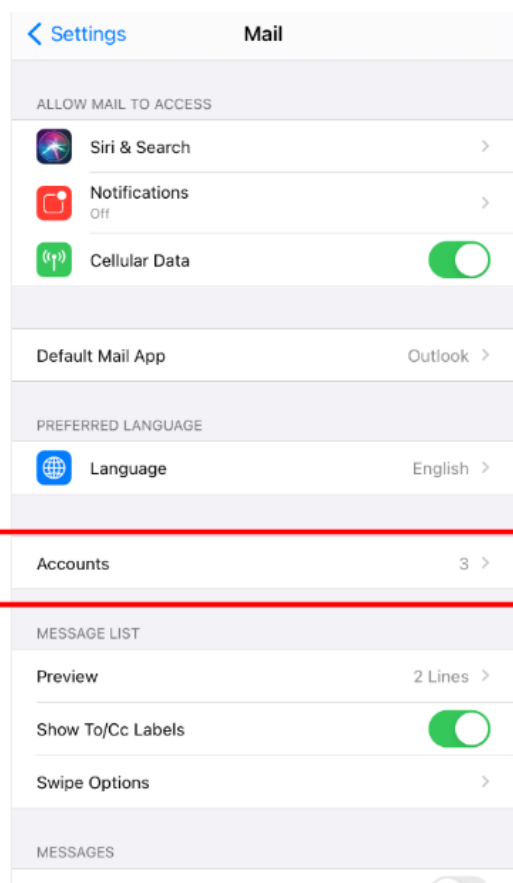 Settings
Mail
ALLOW MAIL TO ACCESS
Siri & Search
Notifications
Off
Cellular Data
Default Mail App
Outlook
PREFERRED LANGUAGE
Language
English
Accounts
3
MESSAGE LIST
Preview
2 Lines
Show To/Cc Labels
Swipe Options
MESSAGES